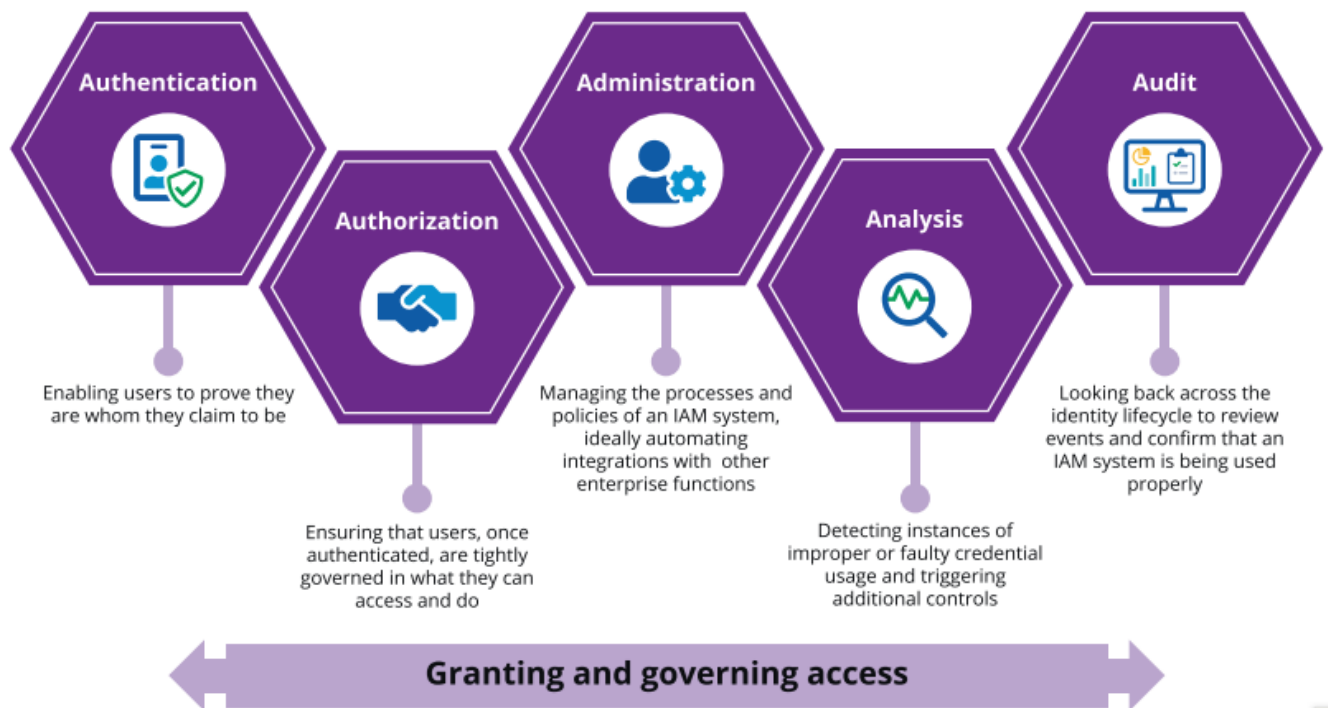 Authentication
Enabling users to prove they
are whom they claim to be
Authorization
Ensuring that users, once
authenticated, are tightly
governed in what they can
access and do
Administration
Managing the processes and
policies of an IAM system,
ideally automating
integrations with other
enterprise functions
Analysis
Detecting instances of
improper or faulty credential
usage and triggering
additional controls
Audit
Looking back across the
identity lifecycle to review
events and confirm that an
IAM system is being used
properly
Granting and governing access